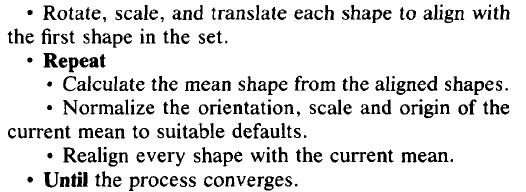 • Rotate, scale, and translate each shape to align with
the first shape in the set.
• Repeat
• Calculate the mean shape from the aligned shapes.
• Normalize the orientation, scale and origin of the
current mean to suitable defaults.
• Realign every shape with the current mean.
• Until the process converges.